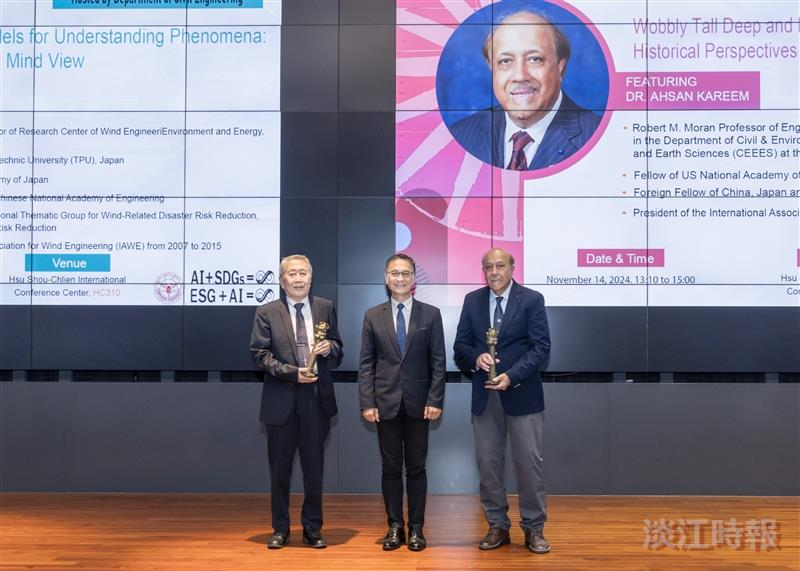 Hosted by Department of Civil Engineering
dels for Understanding Phenomena:
Mind View
or of Research Center of Wind EngineeriEnvironment and Energy,
echnic University (TPU), Japan
emy of Japan
Chinese National Academy of Engineering
onal Thematic Group for Wind-Related Disaster Risk Reduction,
Risk Reduction
ociation for Wind Engineering (IAWE) from 2007 to 2015
Venue
Hsu Shou-Chlien International
Conference Center, HC310
AI+SDGs=∞
ESG+AI=∞
Wobbly Tall Deep and
Historical Perspectives
FEATURING
DR. AHSAN KAREEM
• Robert M. Moran Professor of Eng
in the Department of Civil & Enviro
and Earth Sciences (CEEES) at th
• Fellow of US National Academy of
• Foreign Fellow of China, Japan an
• President of the International Associ
Date & Time
November 14, 2024. 13:10 to 15:00
Hsu
Con
淡江時報